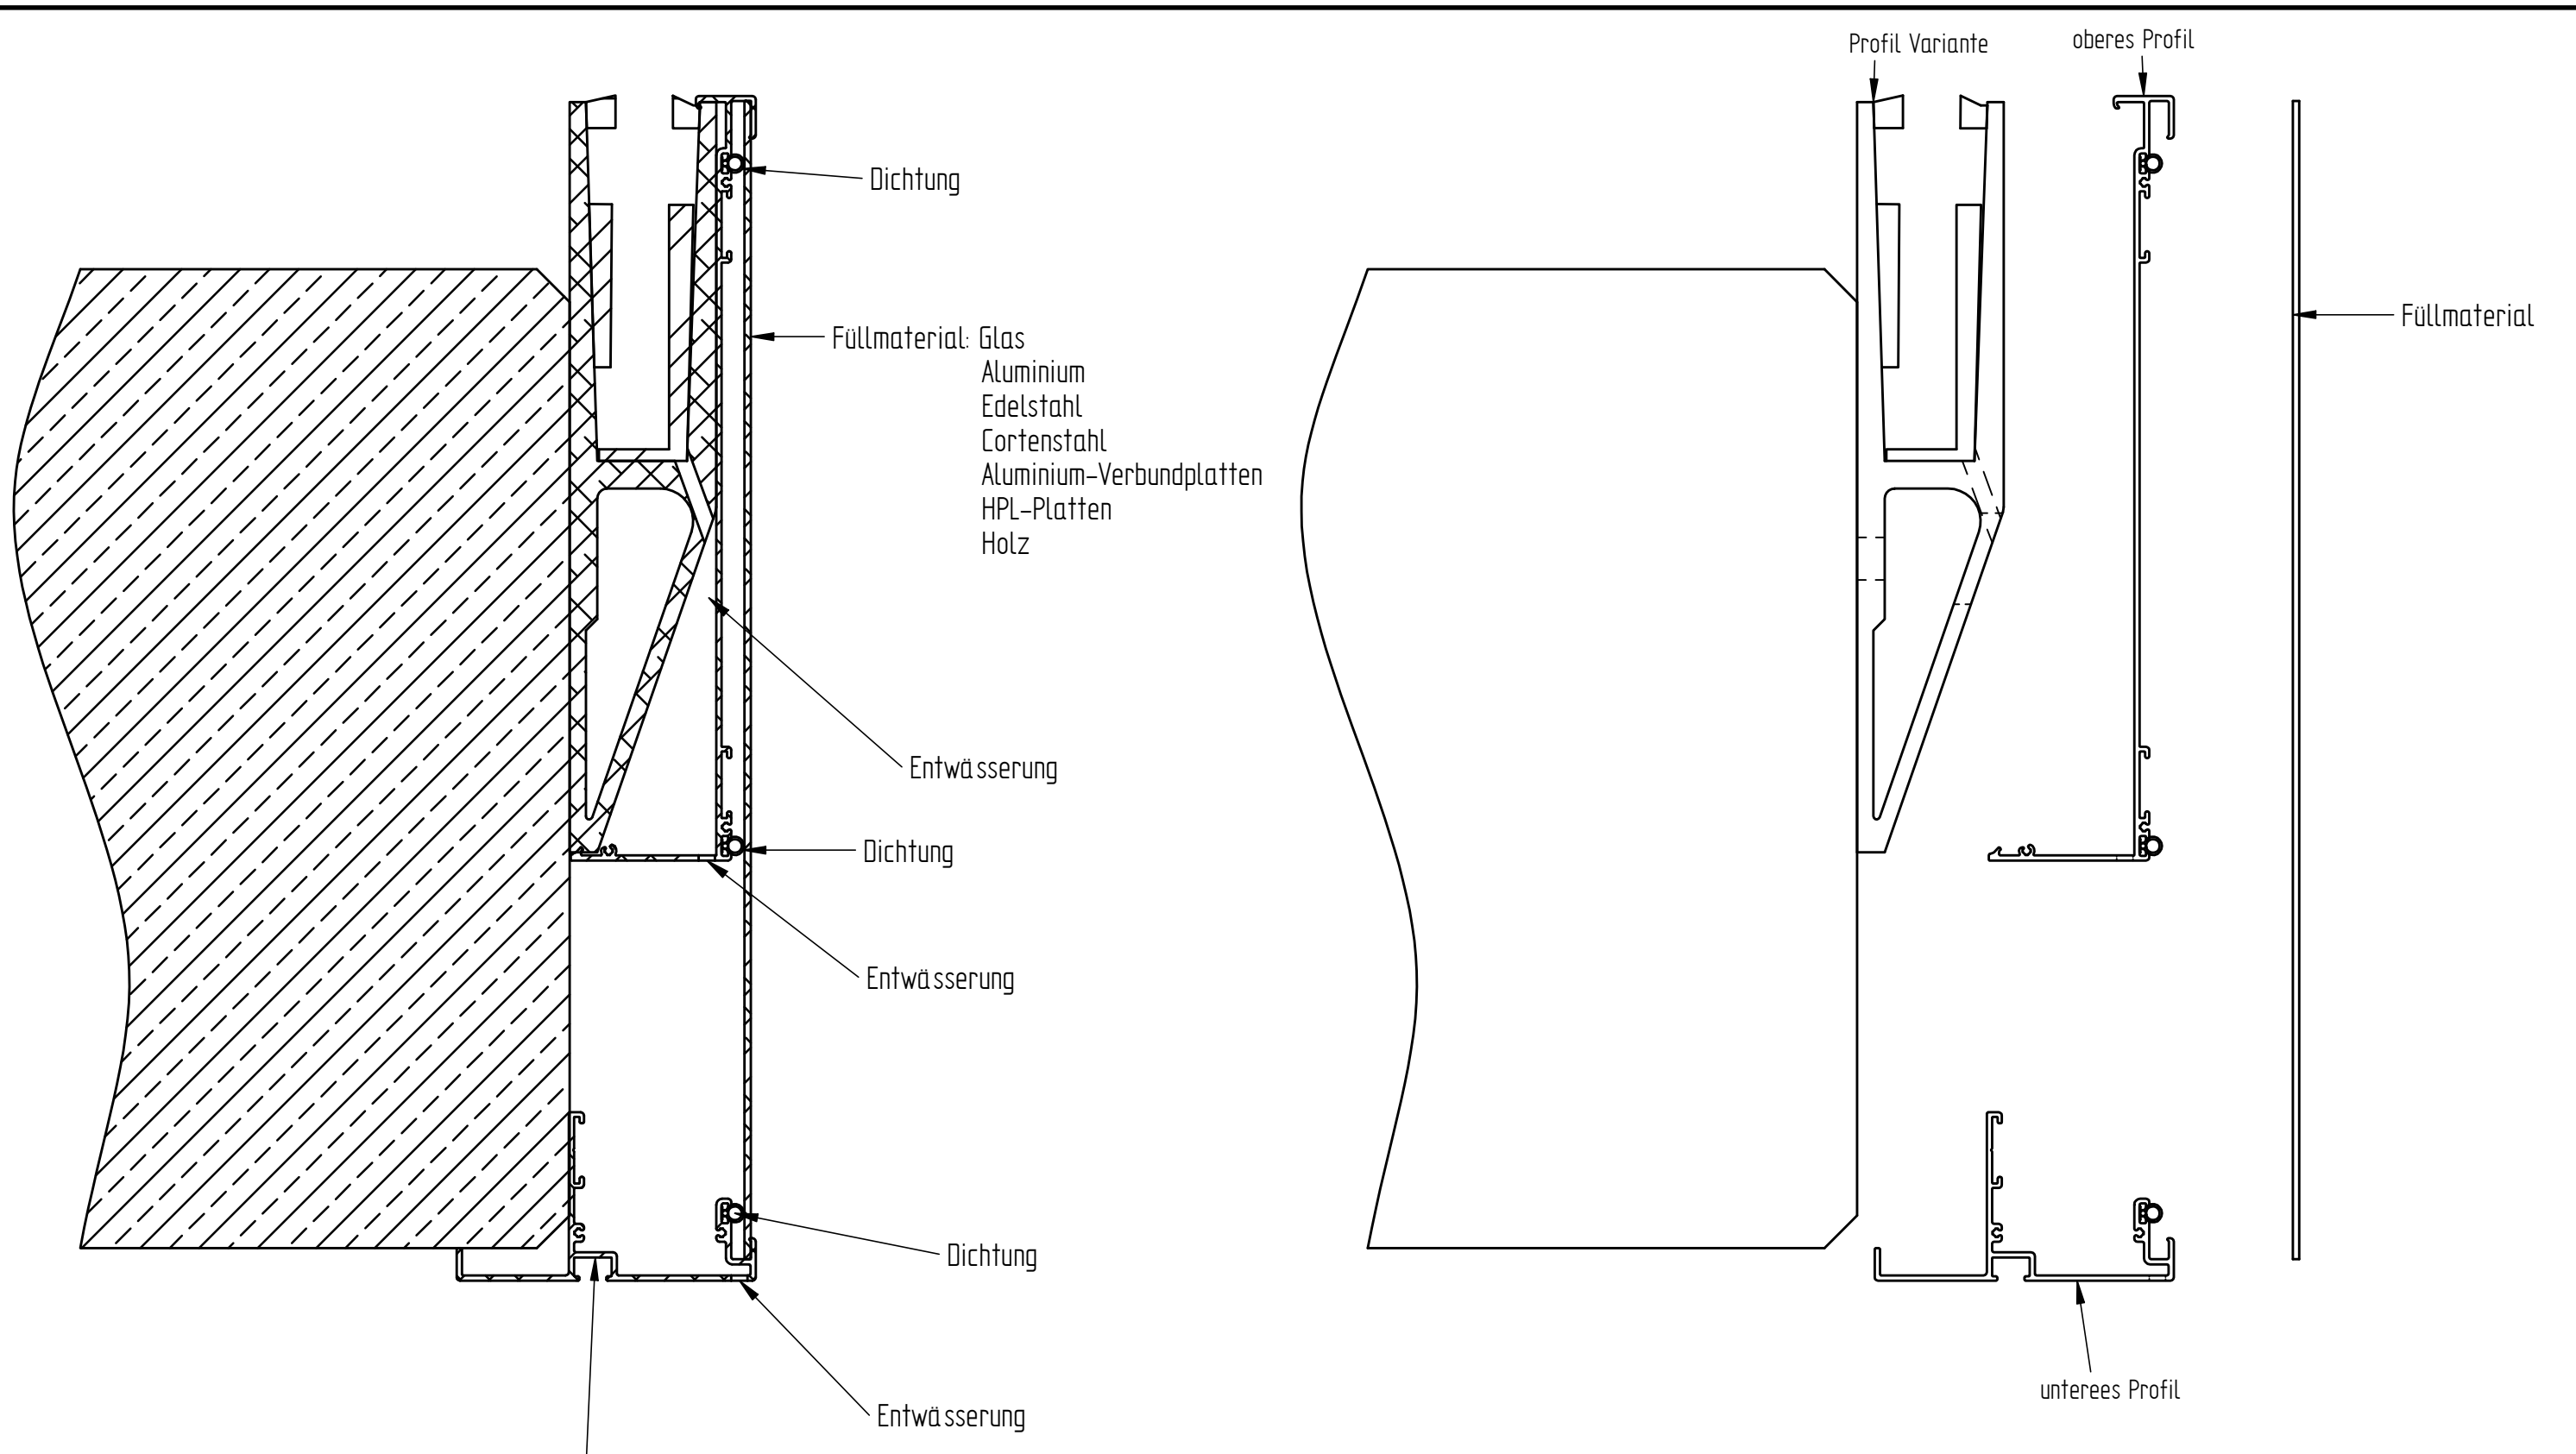 Profil Variante
oberes Profil
Dichtung
Füllmaterial: Glas
Aluminium
Edelstahl
Cortenstahl
Aluminium-Verbundplatten
HPL-Platten
Holz
Füllmaterial
Entwässerung
Dichtung
Entwässerung
Dichtung
Entwässerung
unterees Profil